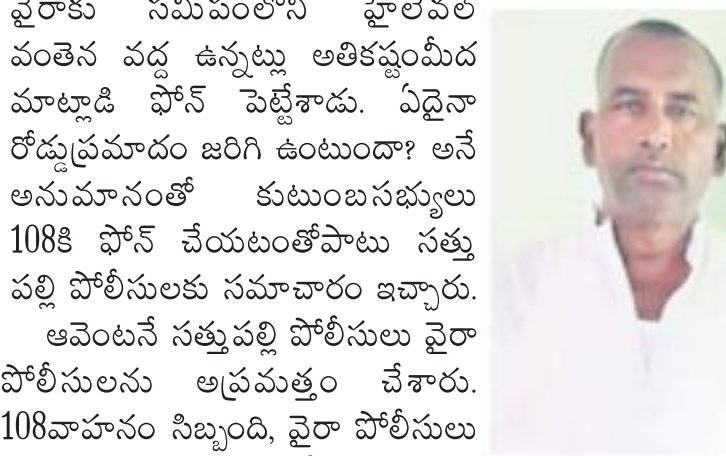 వైరాకు సమీపంలోని హైలెవల్
వంతెన వద్ద ఉన్నట్లు అతికష్టంమీద
మాట్లాడి ఫోన్ పెట్టేశాడు. ఏదైనా
రోడ్డుప్రమాదం జరిగి ఉంటుందా? అనే
అనుమానంతో కుటుంబసభ్యులు
108కి ఫోన్ చేయటంతోపాటు సత్తు
పల్లి పోలీసులకు సమాచారం ఇచ్చారు.
ఆవెంటనే సత్తుపల్లి పోలీసులు వైరా
పోలీసులను అప్రమత్తం చేశారు.
108వాహనం సిబ్బంది, వైరా పోలీసులు